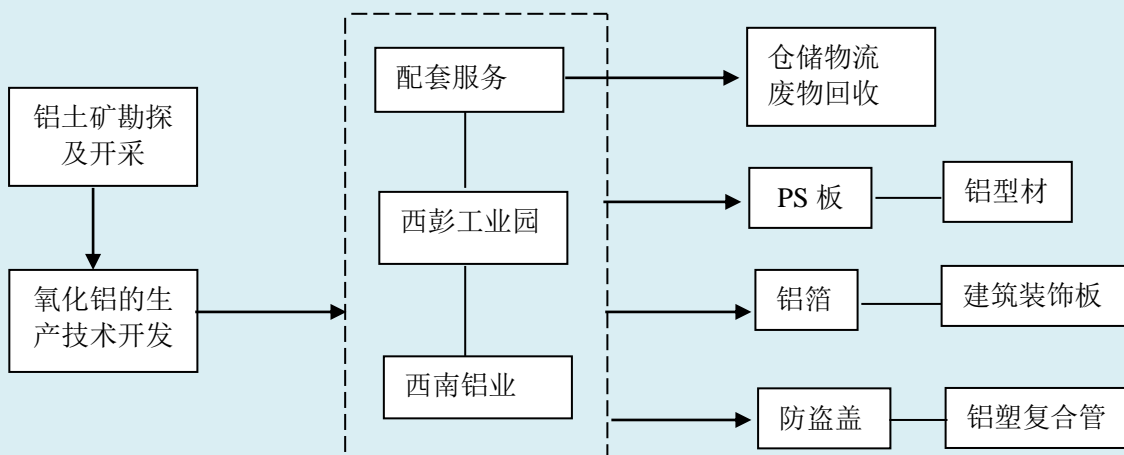 铝土矿勘探
及开采
氧化铝的生
产技术开发
配套服务
西彭工业园
西南铝业
仓储物流
废物回收
PS 板
铝型材
铝箔
建筑装饰板
防盗盖
铝塑复合管